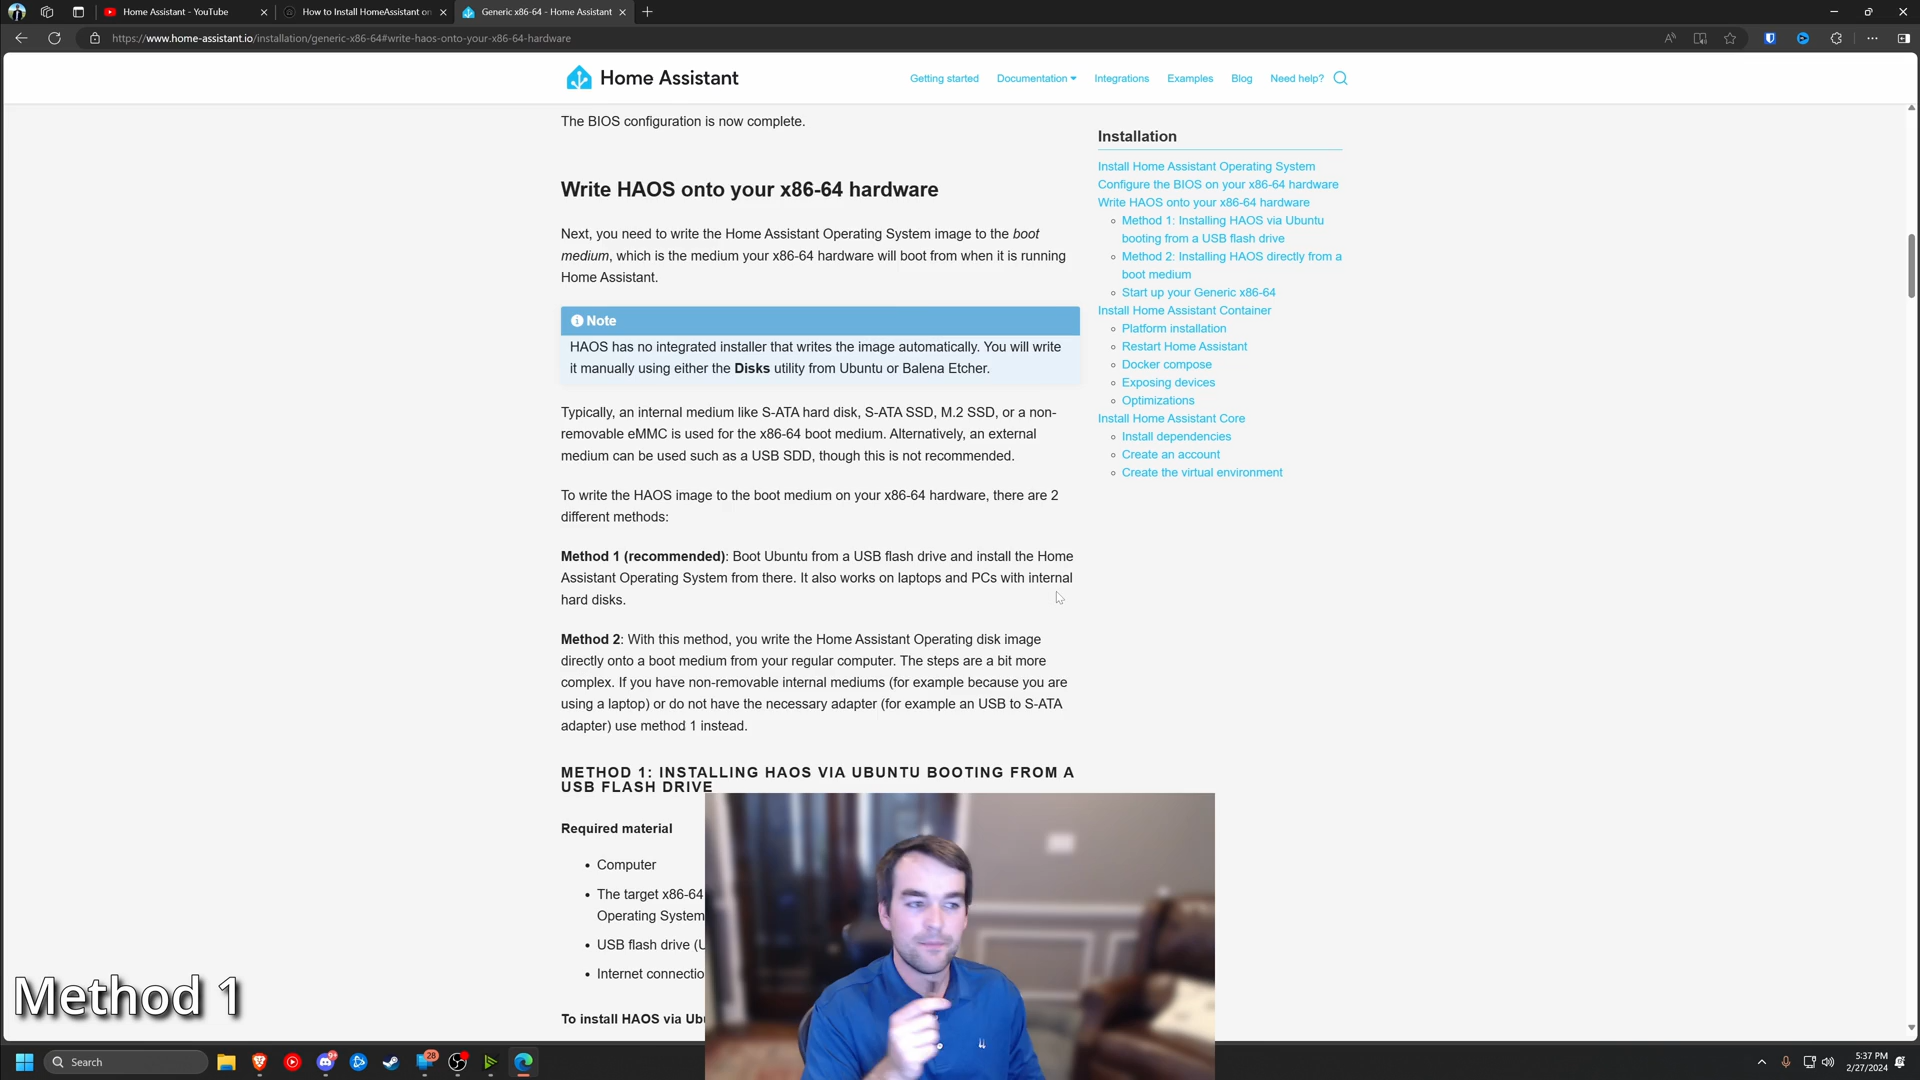 Home Assistant - YouTube
How to Install HomeAssistant on
Generic x86-64 - Home Assistant
https://www.home-assistant.io/installation/generic-x86-64#write-haos-onto-your-x86-64-hardware
Home Assistant
Getting started
Documentation
Integrations
Examples
Blog
Need help?
The BIOS configuration is now complete.
Write HAOS onto your x86-64 hardware
Next, you need to write the Home Assistant Operating System image to the boot
medium, which is the medium your x86-64 hardware will boot from when it is running
Home Assistant.
Note
HAOS has no integrated installer that writes the image automatically. You will write
it manually using either the Disks utility from Ubuntu or Balena Etcher.
Typically, an internal medium like S-ATA hard disk, S-ATA SSD, M.2 SSD, or a non-
removable eMMC is used for the x86-64 boot medium. Alternatively, an external
medium can be used such as a USB SDD, though this is not recommended.
To write the HAOS image to the boot medium on your x86-64 hardware, there are 2
different methods:
Method 1 (recommended): Boot Ubuntu from a USB flash drive and install the Home
Assistant Operating System from there. It also works on laptops and PCs with internal
hard disks.
Method 2: With this method, you write the Home Assistant Operating disk image
directly onto a boot medium from your regular computer. The steps are a bit more
complex. If you have non-removable internal mediums (for example because you are
using a laptop) or do not have the necessary adapter (for example an USB to S-ATA
adapter) use method 1 instead.
METHOD 1: INSTALLING HAOS VIA UBUNTU BOOTING FROM A
USB FLASH DRIVE
Required material
Computer
The target x86-64
Operating System
USB flash drive (U
Internet connectio
To install HAOS via Ub
Installation
Install Home Assistant Operating System
Configure the BIOS on your x86-64 hardware
Write HAOS onto your x86-64 hardware
Method 1: Installing HAOS via Ubuntu
booting from a USB flash drive
Method 2: Installing HAOS directly from a
boot medium
Start up your Generic x86-64
Install Home Assistant Container
Platform installation
Restart Home Assistant
Docker compose
Exposing devices
Optimizations
Install Home Assistant Core
Install dependencies
Create an account
Create the virtual environment
Method 1
Search
28
5:37 PM
2/27/2024